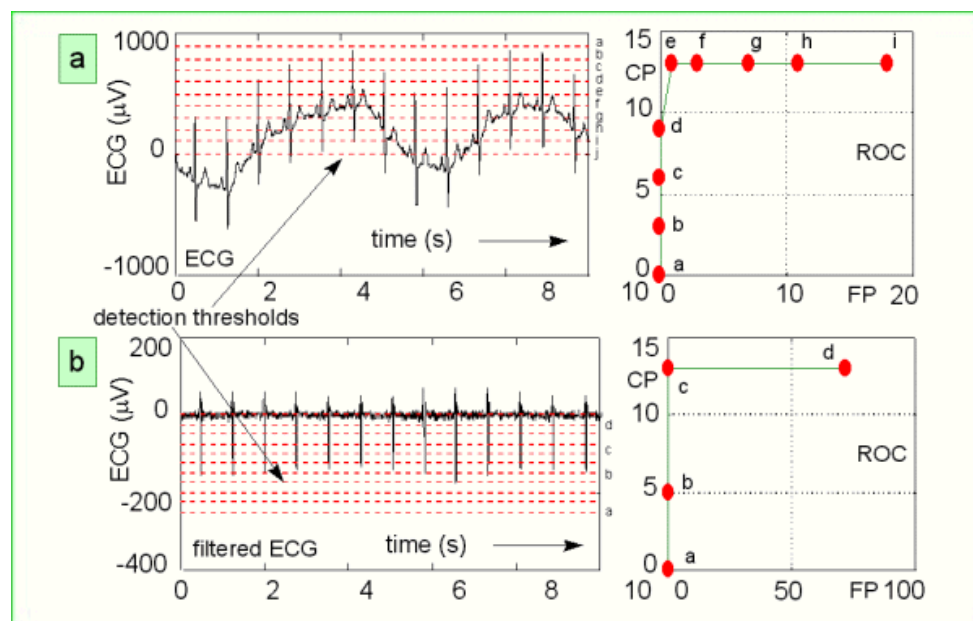 a
1000
0
-1000
ECG (µV)
a
b
c
d
e
f
g
h
i
j
ECG
time (s)
0 2 4 6 8
detection thresholds
15
CP
10
5
0
10 0 10 FP 20
e f g h i
d
c
b
a
ROC
b
200
0
-200
-400
ECG (µV)
d
c
b
a
filtered ECG
time (s)
0 2 4 6 8
15
CP
10
5
0
10 0 50 FP 100
d
c
b
a
ROC